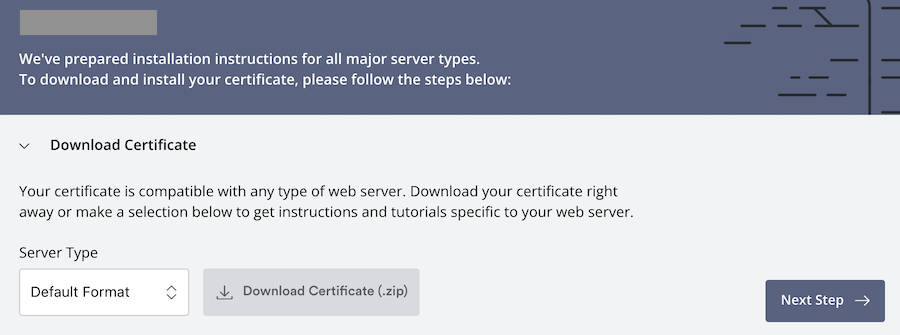 We've prepared installation instructions for all major server types.
To download and install your certificate, please follow the steps below:
Download Certificate
Your certificate is compatible with any type of web server. Download your certificate right
away or make a selection below to get instructions and tutorials specific to your web server.
Server Type
Default Format
Download Certificate (.zip)
Next Step